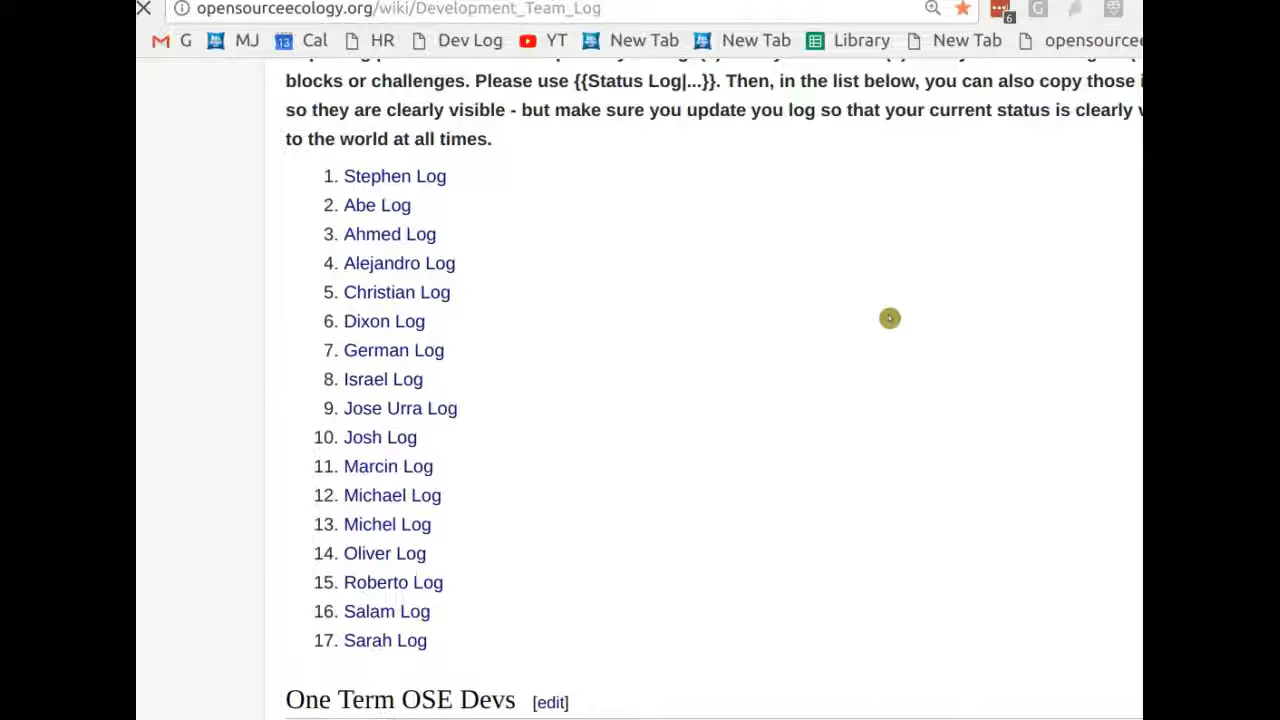 opensourceecology.org/wiki/Development_Team_Log
6
G MJ Cal HR Dev Log YT New Tab New Tab Library New Tab opensourcee
blocks or challenges. Please use {{Status Log|...}}. Then, in the list below, you can also copy those i
so they are clearly visible - but make sure you update you log so that your current status is clearly v
to the world at all times.
1. Stephen Log
2. Abe Log
3. Ahmed Log
4. Alejandro Log
5. Christian Log
6. Dixon Log
7. German Log
8. Israel Log
9. Jose Urra Log
10. Josh Log
11. Marcin Log
12. Michael Log
13. Michel Log
14. Oliver Log
15. Roberto Log
16. Salam Log
17. Sarah Log
One Term OSE Devs [edit]